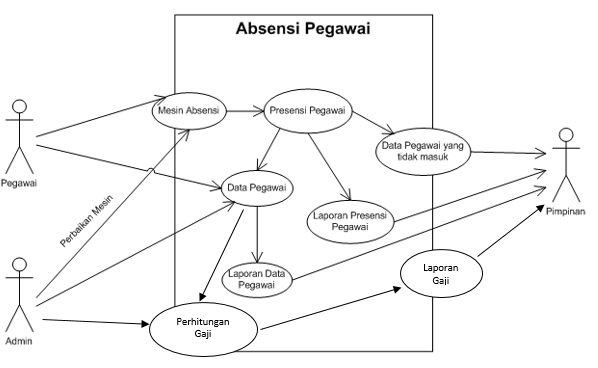 Absensi Pegawai
Mesin Absensi
Presensi Pegawai
Data Pegawai yang
tidak masuk
Pegawai
Data Pegawai
Pimpinan
Perbaikan Mesin
Laporan Presensi
Pegawai
Laporan Data
Pegawai
Laporan
Gaji
Perhitungan
Gaji
Admin